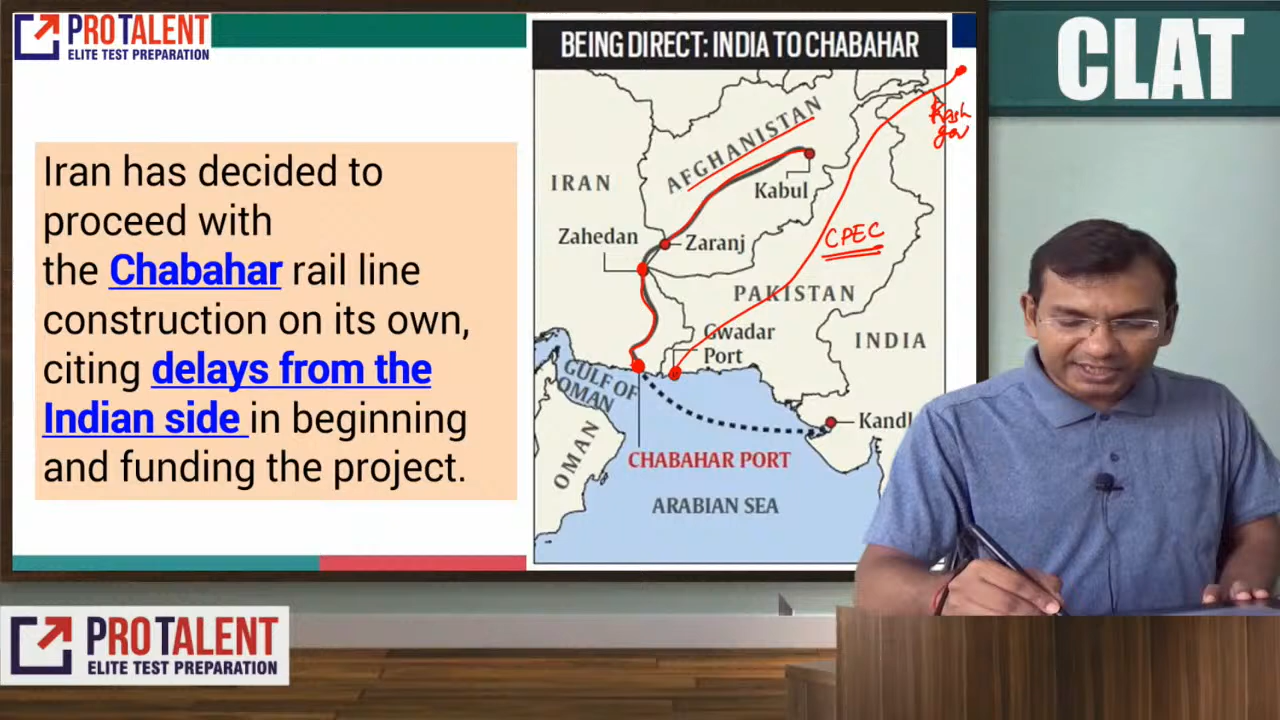 PROTALENT
ELITE TEST PREPARATION
Iran has decided to
proceed with
the Chabahar rail line
construction on its own,
citing delays from the
Indian side in beginning
and funding the project.
BEING DIRECT: INDIA TO CHABAHAR
AFGHANISTAN
IRAN
Kabul
Zahedan
Zaranj
CPEC
PAKISTAN
INDIA
Gwadar
Port
GULF OF
OMAN
OMAN
Kandl
CHABAHAR PORT
ARABIAN SEA
Kash
gar
CLAT
PROTALENT
ELITE TEST PREPARATION